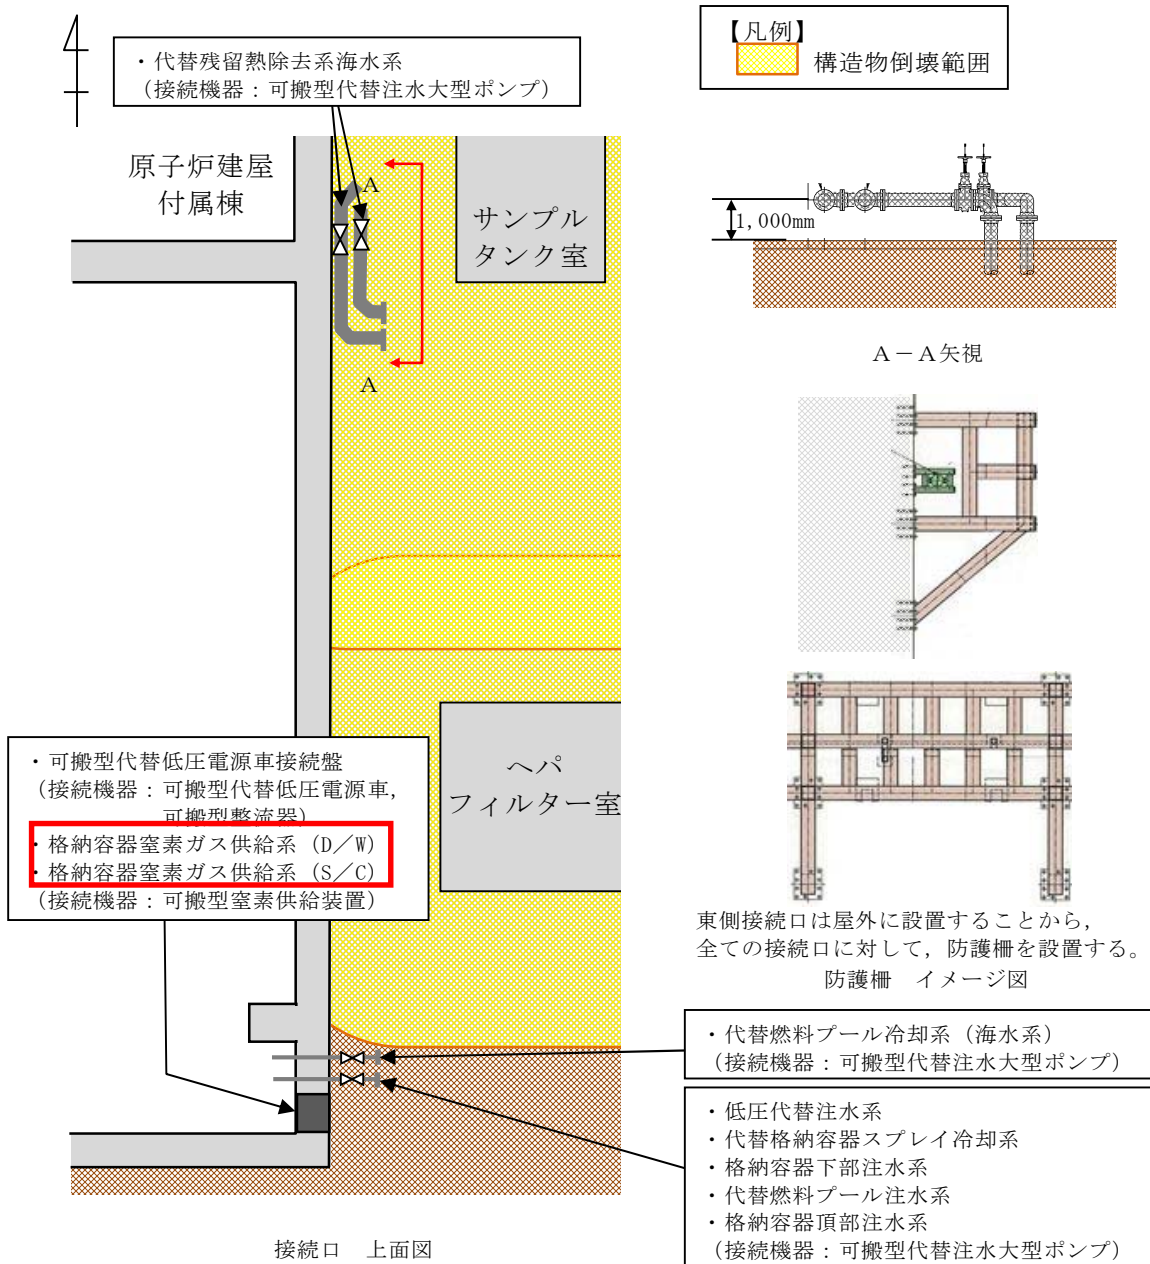 ・代替残留熱除去系海水系
（接続機器：可搬型代替注水大型ポンプ）
【凡例】
構造物倒壊範囲
原子炉建屋
付属棟
A
サンプル
タンク室
A
1,000mm
A－A矢視
・可搬型代替低圧電源車接続盤
（接続機器：可搬型代替低圧電源車，
可搬型整流器）
・格納容器窒素ガス供給系（D／W）
・格納容器窒素ガス供給系（S／C）
（接続機器：可搬型窒素供給装置）
ヘパ
フィルター室
東側接続口は屋外に設置することから，
全ての接続口に対して，防護柵を設置する。
防護柵　イメージ図
・代替燃料プール冷却系（海水系）
（接続機器：可搬型代替注水大型ポンプ）
・低圧代替注水系
・代替格納容器スプレイ冷却系
・格納容器下部注水系
・代替燃料プール注水系
・格納容器頂部注水系
（接続機器：可搬型代替注水大型ポンプ）
接続口　上面図